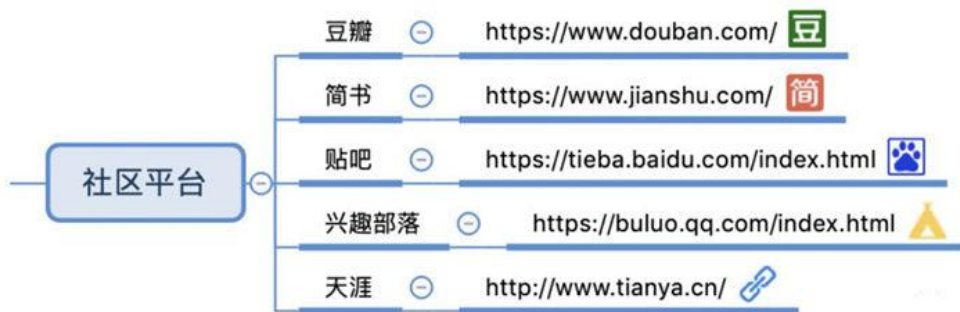 社区平台
豆瓣 https://www.douban.com/ 豆
简书 https://www.jianshu.com/ 简
贴吧 https://tieba.baidu.com/index.html
兴趣部落 https://buluo.qq.com/index.html
天涯 http://www.tianya.cn/